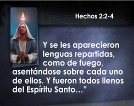 Hechos 2:2-4
Y se les aparecieron
lenguas repartidas,
como de fuego,
asentándose sobre cada uno
de ellos. Y fueron todos llenos
del Espíritu Santo…"